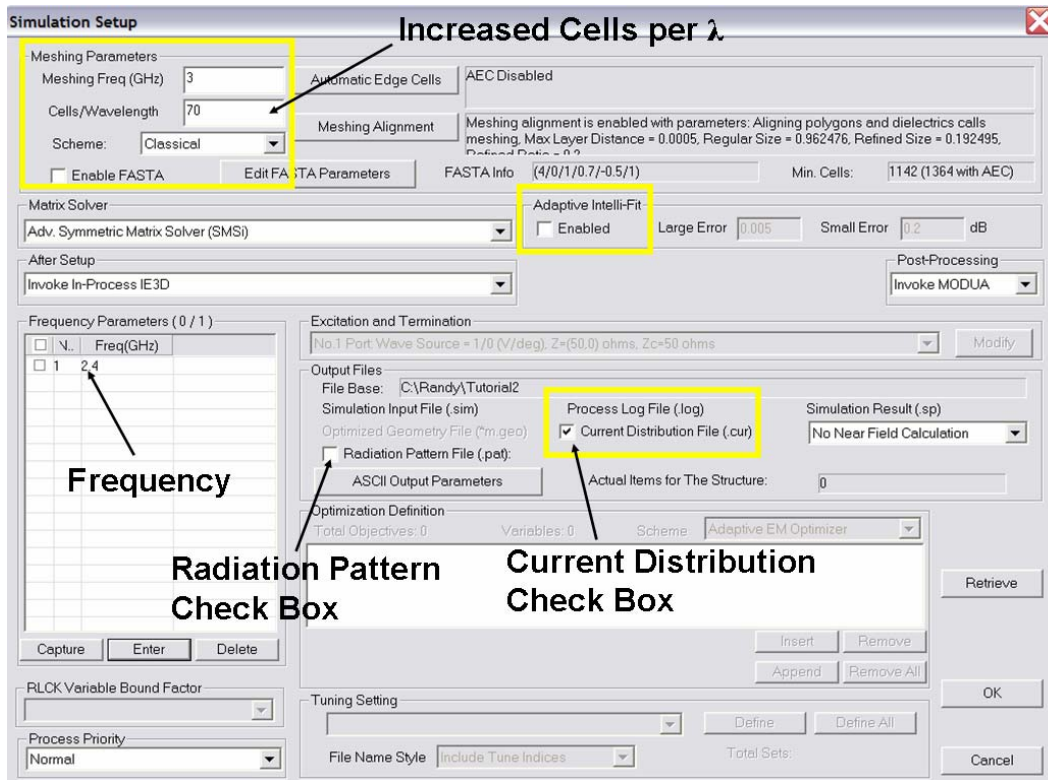 Simulation Setup
Increased Cells per λ
Meshing Parameters
Meshing Freq (GHz) 3
Automatic Edge Cells
AEC Disabled
Cells/Wavelength 70
Meshing Alignment
Meshing alignment is enabled with parameters: Aligning polygons and dielectrics calls
meshing, Max Layer Distance = 0.0005, Regular Size = 0.962476, Refined Size = 0.192495,
Refined Ratio = 0.2
Scheme: Classical
Enable FASTA
Edit FASTA Parameters
FASTA Info (4/0/1/0.7/-0.5/1)
Min. Cells: 1142 (1364 with AEC)
Matrix Solver
Adv. Symmetric Matrix Solver (SMSi)
Adaptive Intelli-Fit
Enabled
Large Error 0.005
Small Error 0.2 dB
After Setup
Invoke In-Process IE3D
Post-Processing
Invoke MODUA
Frequency Parameters ( 0 / 1 )
N.. Freq(GHz)
1 2.4
Frequency
Capture Enter Delete
Excitation and Termination
No.1 Port Wave Source = 1/0 (V/deg), Z=(50,0) ohms, Zc=50 ohms
Modify
Output Files
File Base: C:\Randy\Tutorial2
Simulation Input File (.sim)
Process Log File (.log)
Simulation Result (.sp)
Optimized Geometry File (*m.geo)
Current Distribution File (.cur)
No Near Field Calculation
Radiation Pattern File (.pat):
ASCII Output Parameters
Actual Items for The Structure: 0
Optimization Definition
Total Objectives: 0 Variables: 0 Scheme Adaptive EM Optimizer
Radiation Pattern
Check Box
Current Distribution
Check Box
Insert Remove
Append Remove All
Retrieve
RLCK Variable Bound Factor
Tuning Setting
Define Define All
OK
Process Priority
Normal
File Name Style Include Tune Indices
Total Sets:
Cancel